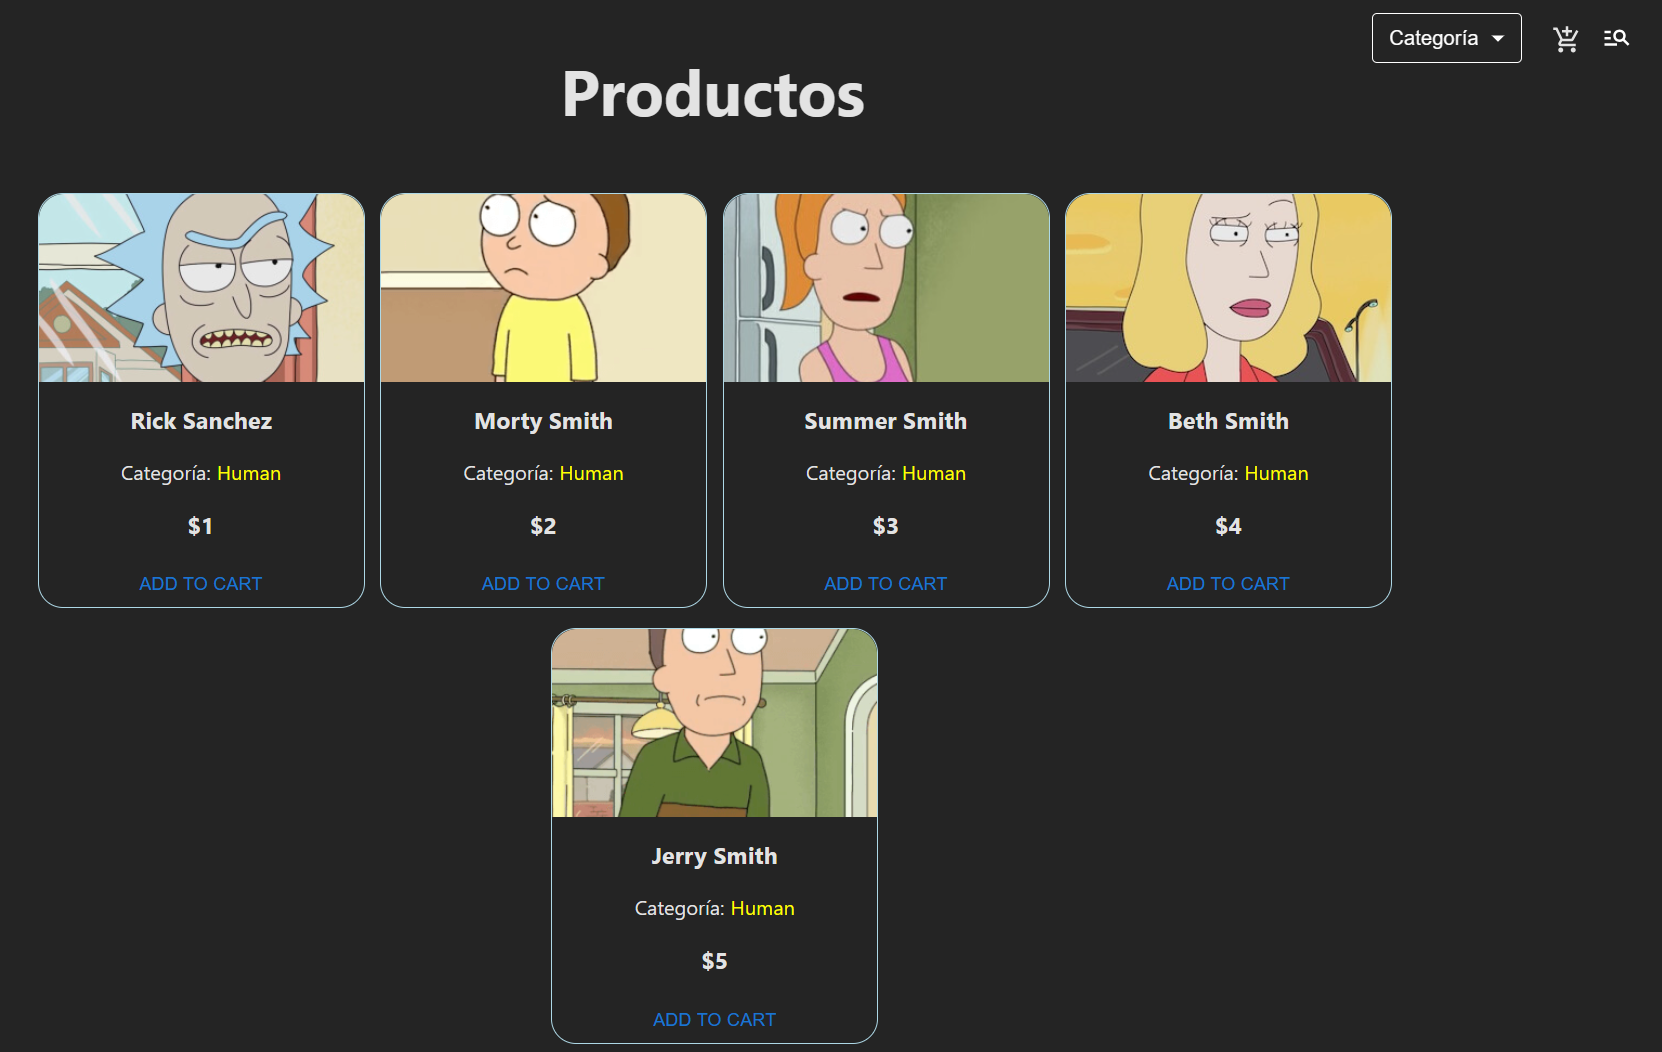 Categoría
Productos
Rick Sanchez
Categoría: Human
$1
ADD TO CART
Morty Smith
Categoría: Human
$2
ADD TO CART
Summer Smith
Categoría: Human
$3
ADD TO CART
Beth Smith
Categoría: Human
$4
ADD TO CART
Jerry Smith
Categoría: Human
$5
ADD TO CART